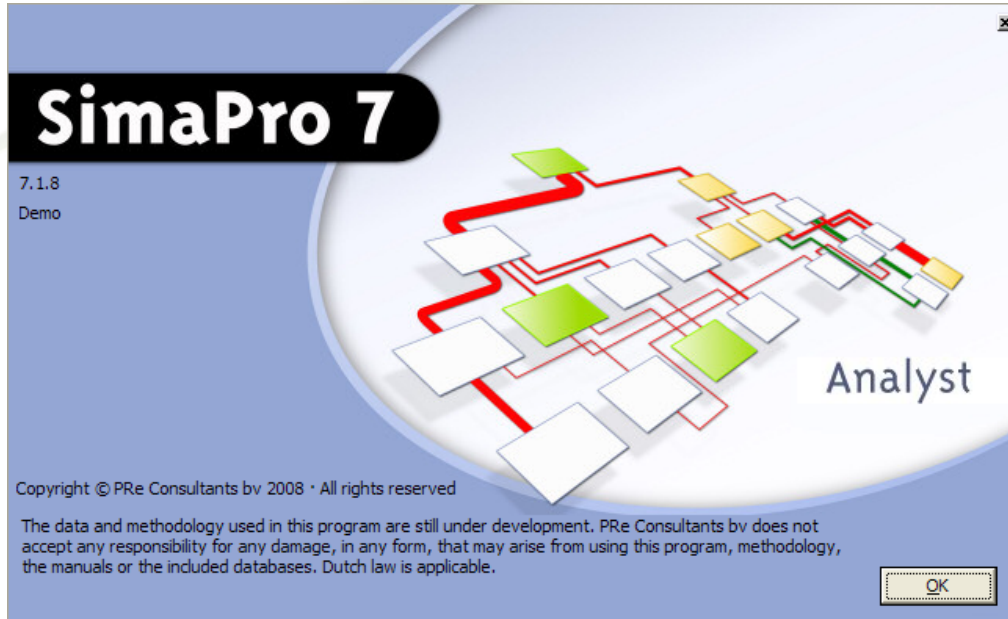 SimaPro 7
7.1.8
Demo
Analyst
Copyright © PRe Consultants bv 2008 · All rights reserved
The data and methodology used in this program are still under development. PRe Consultants bv does not
accept any responsibility for any damage, in any form, that may arise from using this program, methodology,
the manuals or the included databases. Dutch law is applicable.
OK